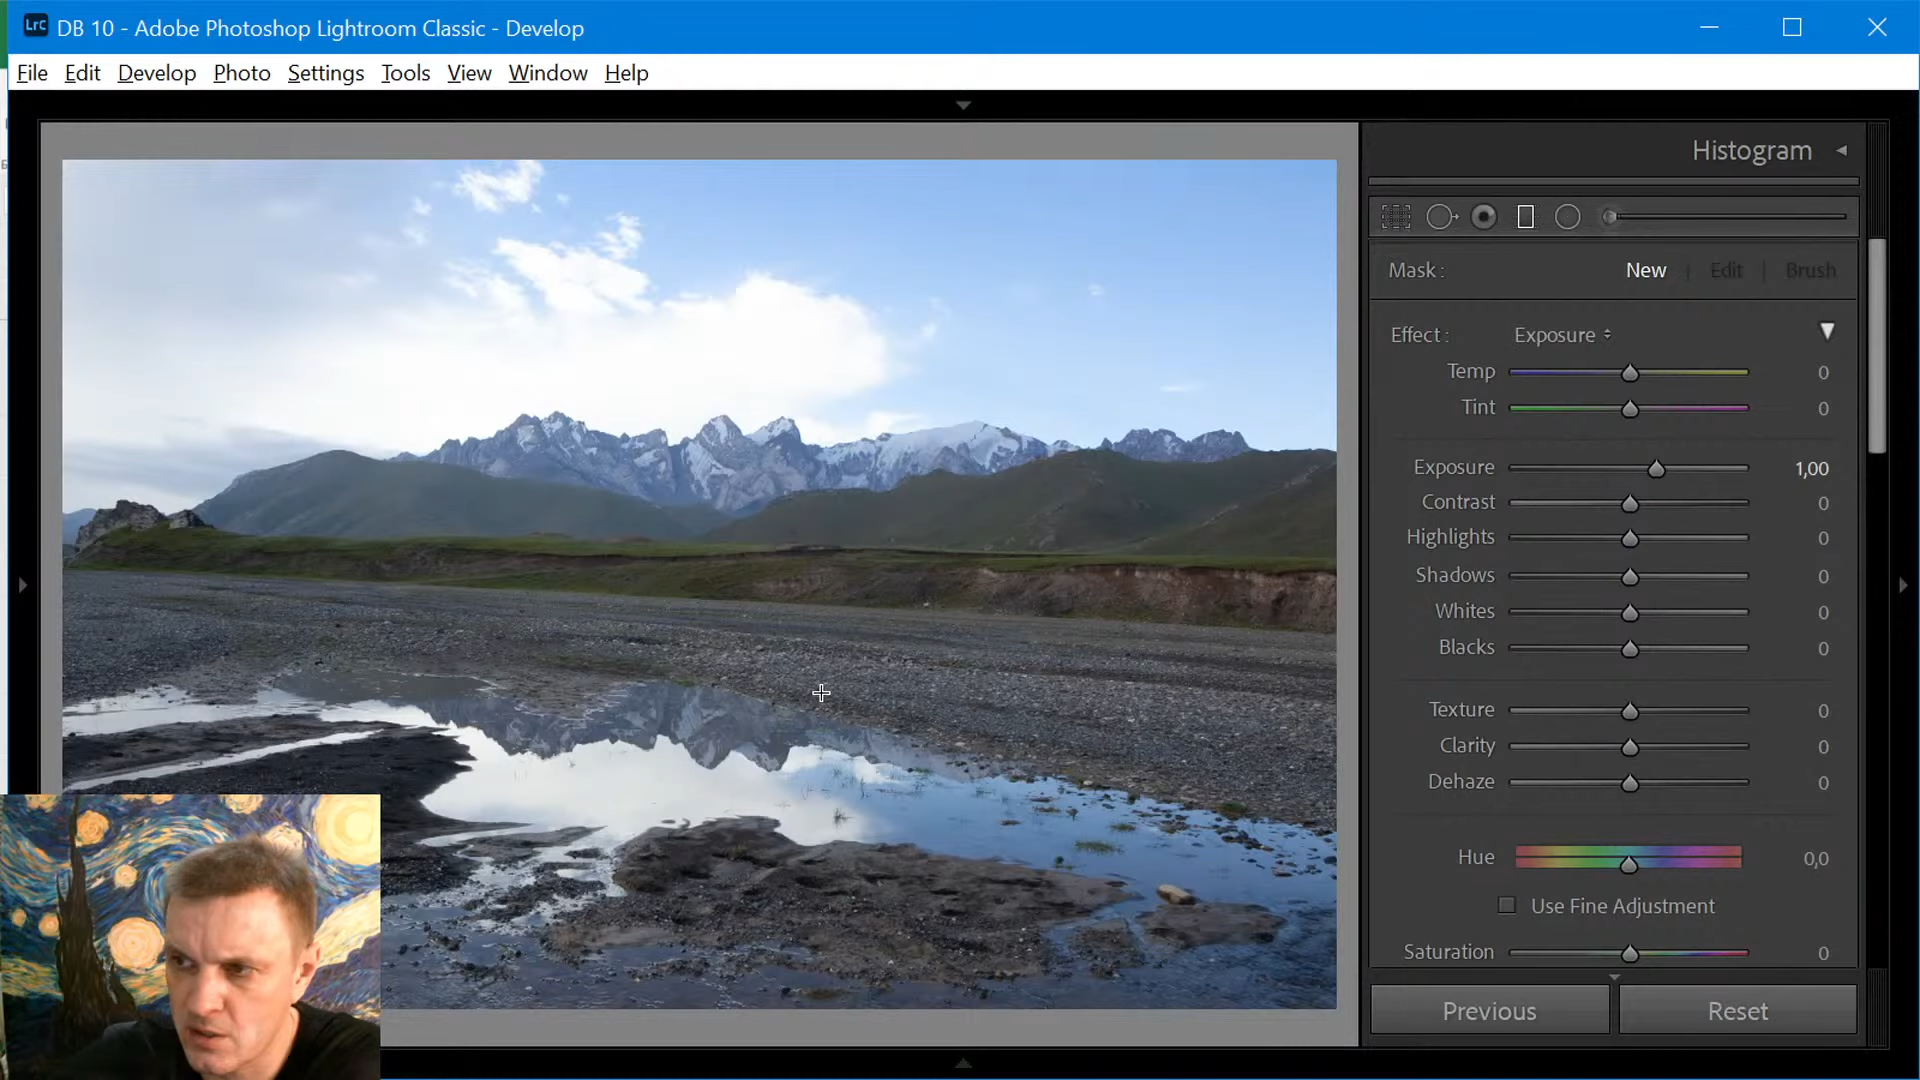 Lrc DB 10 - Adobe Photoshop Lightroom Classic - Develop
File Edit Develop Photo Settings Tools View Window Help
Histogram
Mask : New | Edit | Brush
Effect : Exposure
Temp 0
Tint 0
Exposure 1,00
Contrast 0
Highlights 0
Shadows 0
Whites 0
Blacks 0
Texture 0
Clarity 0
Dehaze 0
Hue 0,0
Use Fine Adjustment
Saturation 0
Previous Reset